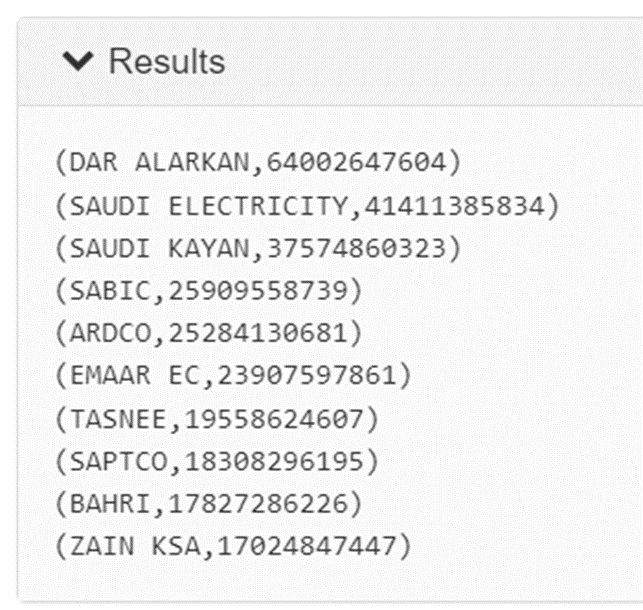 Results
(DAR ALARKAN,64002647604)
(SAUDI ELECTRICITY,41411385834)
(SAUDI KAYAN,37574860323)
(SABIC,25909558739)
(ARDCO,25284130681)
(EMAAR EC,23907597861)
(TASNEE,19558624607)
(SAPTCO,18308296195)
(BAHRI,17827286226)
(ZAIN KSA,17024847447)